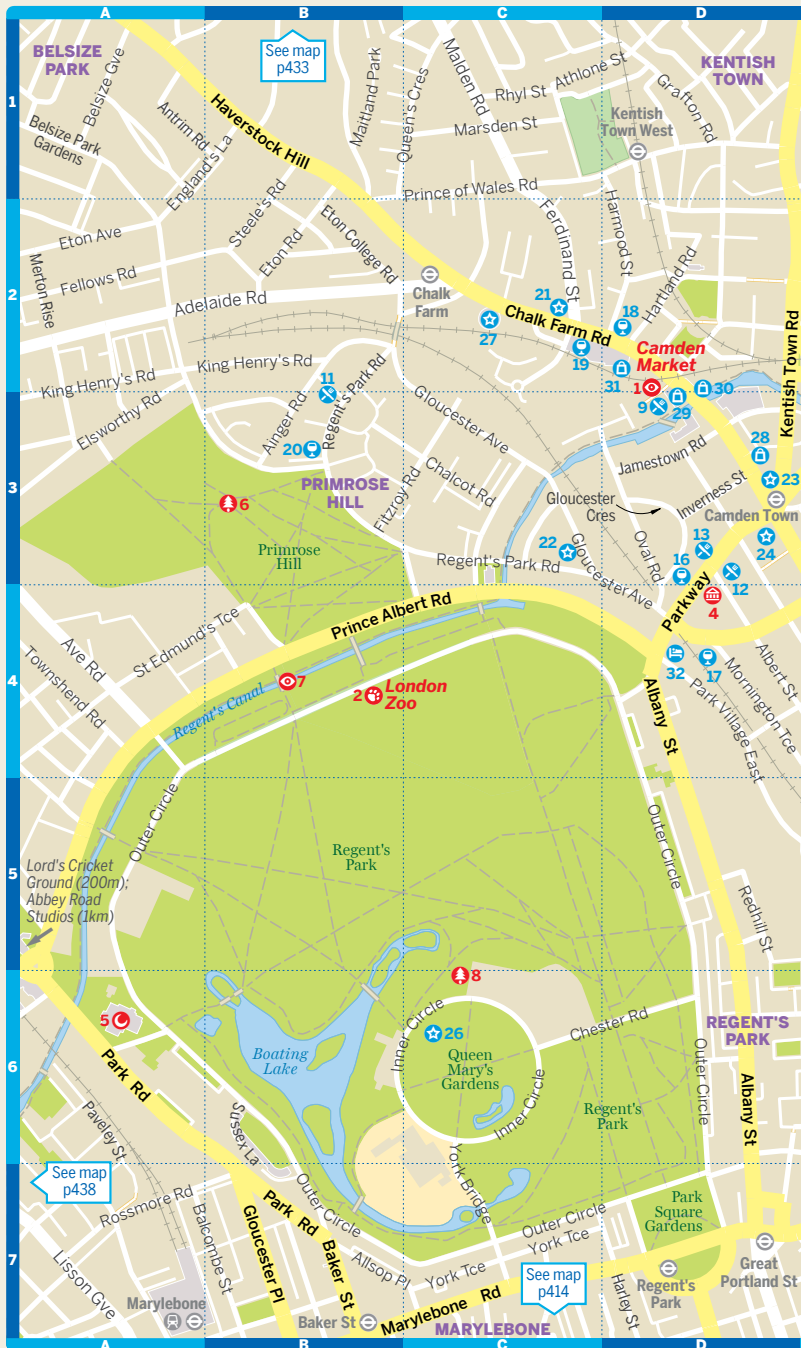 A
B
C
D
BELSIZE
PARK
See map
p433
KENTISH
TOWN
1
Belsize Gve
Belsize Park
Gardens
Antrim Rd
England's La
Haverstock Hill
Maitland Park
Queen's Cres
Malden Rd
Rhyl St
Athlone St
Marsden St
Grafton Rd
Kentish
Town West
Prince of Wales Rd
Steele's Rd
Eton Rd
Eton College Rd
Ferdinand St
Harmood St
Hartland Rd
2
Eton Ave
Fellows Rd
Merton Rise
Adelaide Rd
Chalk
Farm
21
27
Chalk Farm Rd
19
18
Camden
Market
31
1
9
29
30
Kentish Town Rd
King Henry's Rd
King Henry's Rd
11
Regent's Park Rd
Ainger Rd
Elsworthy Rd
20
Gloucester Ave
Jamestown Rd
28
23
3
6
PRIMROSE
HILL
Primrose
Hill
Fitzroy Rd
Chalcot Rd
Gloucester
Cres
Inverness St
Camden Town
22
Gloucester Ave
Oval Rd
13
24
16
12
Regent's Park Rd
Parkway
4
Prince Albert Rd
St Edmund's Tce
Ave Rd
Townshend Rd
4
Regent's Canal
7
2
London
Zoo
32
17
Albert St
Mornington Tce
Park Village East
Albany St
Outer Circle
Outer Circle
5
Regent's
Park
Lord's Cricket
Ground (200m);
Abbey Road
Studios (1km)
Redhill St
8
5
Inner Circle
26
Chester Rd
REGENT'S
PARK
6
Boating
Lake
Queen
Mary's
Gardens
Inner Circle
Regent's
Park
Outer Circle
Albany St
Park Rd
Paveley St
Sussex La
See map
p438
Rossmore Rd
Balcombe St
Park Rd
Outer Circle
York Bridge
Park
Square
Gardens
7
Lisson Gve
Gloucester Pl
Baker St
Allsop Pl
York Tce
Outer Circle
York Tce
See map
p414
Harley St
Regent's
Park
Great
Portland St
Marylebone
Baker St
Marylebone Rd
MARYLEBONE
A
B
C
D